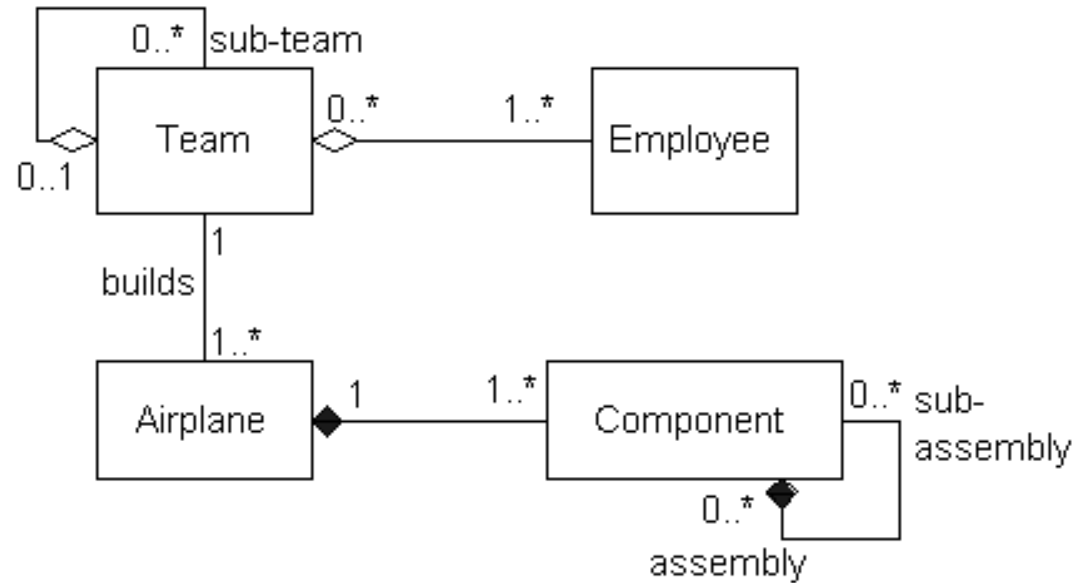 0..* sub-team
0..* 1..*
Team Employee
0..1
1
builds
1..*
1 1..* 0..* sub-
Airplane Component
assembly
0..*
assembly